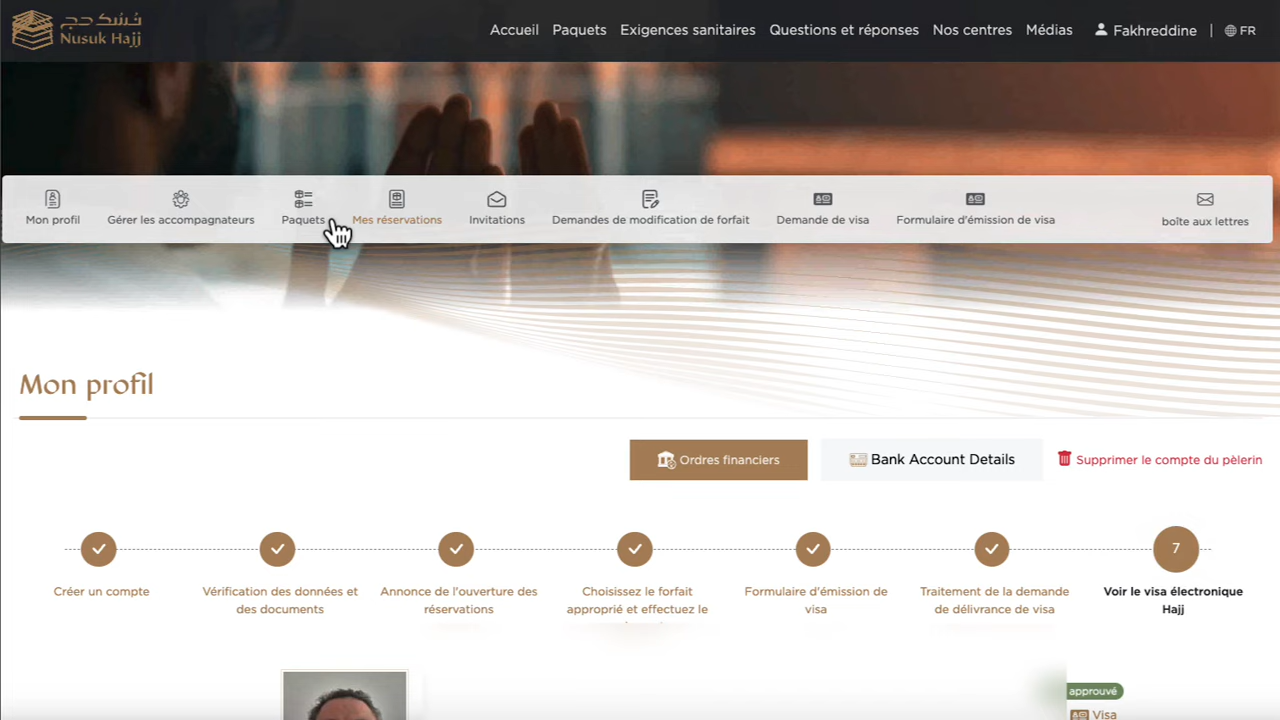 نُسُك حج
Nusuk Hajj
Accueil Paquets Exigences sanitaires Questions et réponses Nos centres Médias Fakhreddine | FR
Mon profil Gérer les accompagnateurs Paquets Mes réservations Invitations Demandes de modification de forfait Demande de visa Formulaire d'émission de visa boîte aux lettres
Mon profil
Ordres financiers Bank Account Details Supprimer le compte du pèlerin
7
Créer un compte
Vérification des données et
des documents
Annonce de l'ouverture des
réservations
Choisissez le forfait
approprié et effectuez le
Formulaire d'émission de
visa
Traitement de la demande
de délivrance de visa
Voir le visa électronique
Hajj
approuvé
Visa